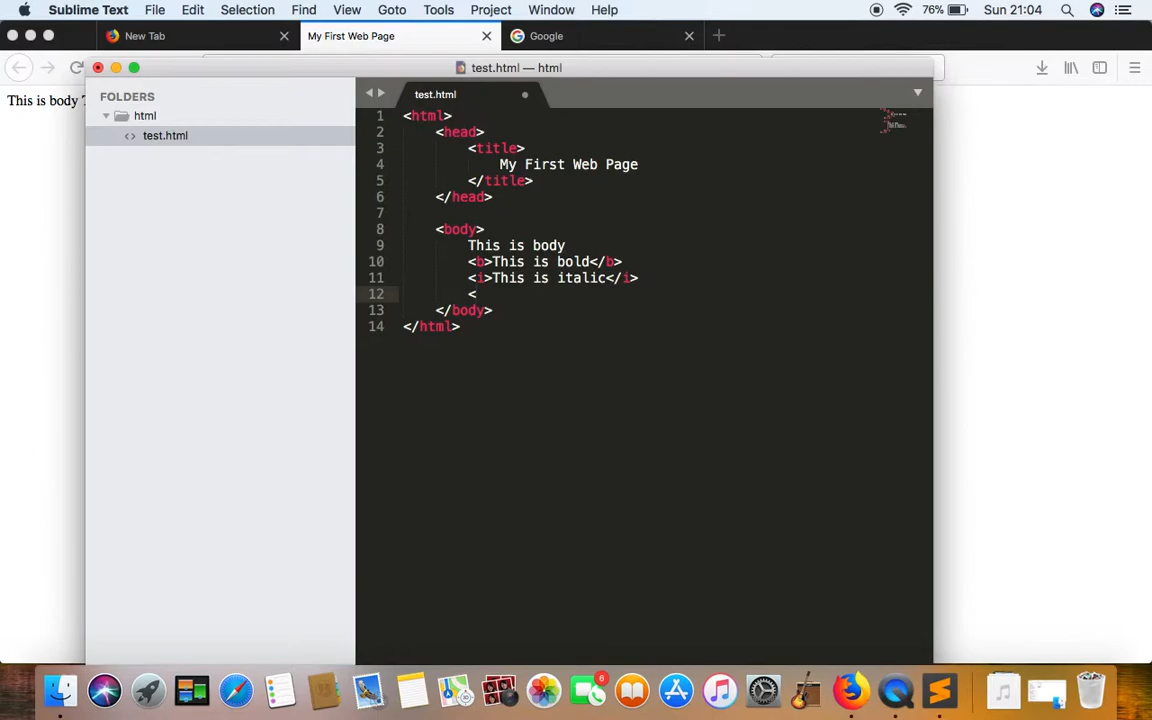 Sublime Text File Edit Selection Find View Goto Tools Project Window Help 76% Sun 21:04
New Tab My First Web Page Google
test.html — html
This is body
FOLDERS
html
test.html
test.html
1 <html>
2 <head>
3 <title>
4 My First Web Page
5 </title>
6 </head>
7
8 <body>
9 This is body
10 <b>This is bold</b>
11 <i>This is italic</i>
12 <
13 </body>
14 </html>
6